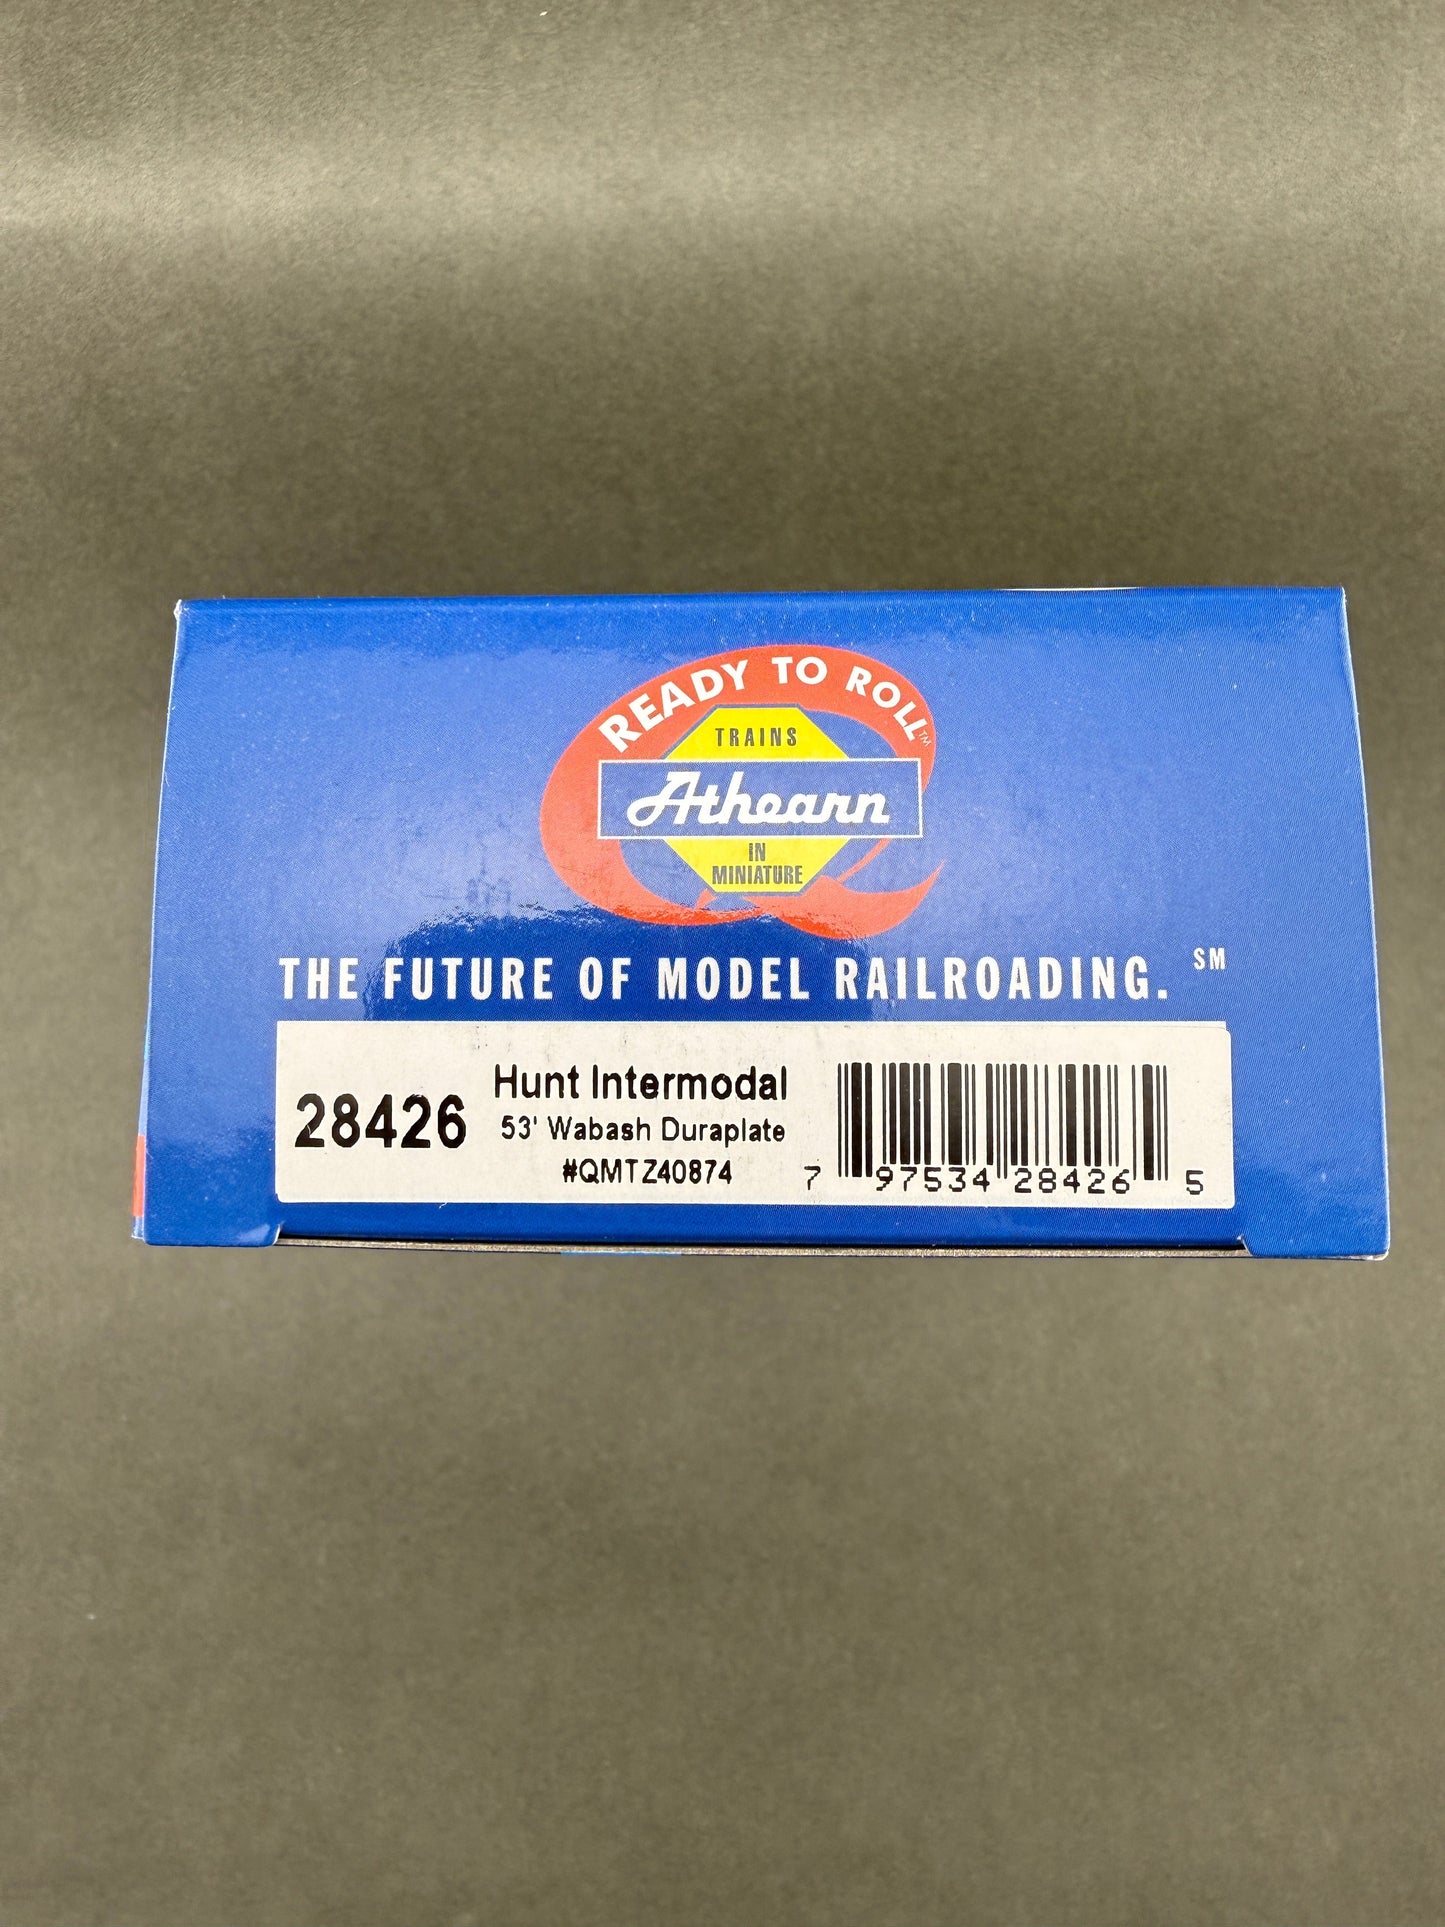 READY TO ROLL™
TRAINS
Athearn
IN
MINIATURE
THE FUTURE OF MODEL RAILROADING.℠
28426
Hunt Intermodal
53' Wabash Duraplate
#QMTZ40874
7 97534 28426 5